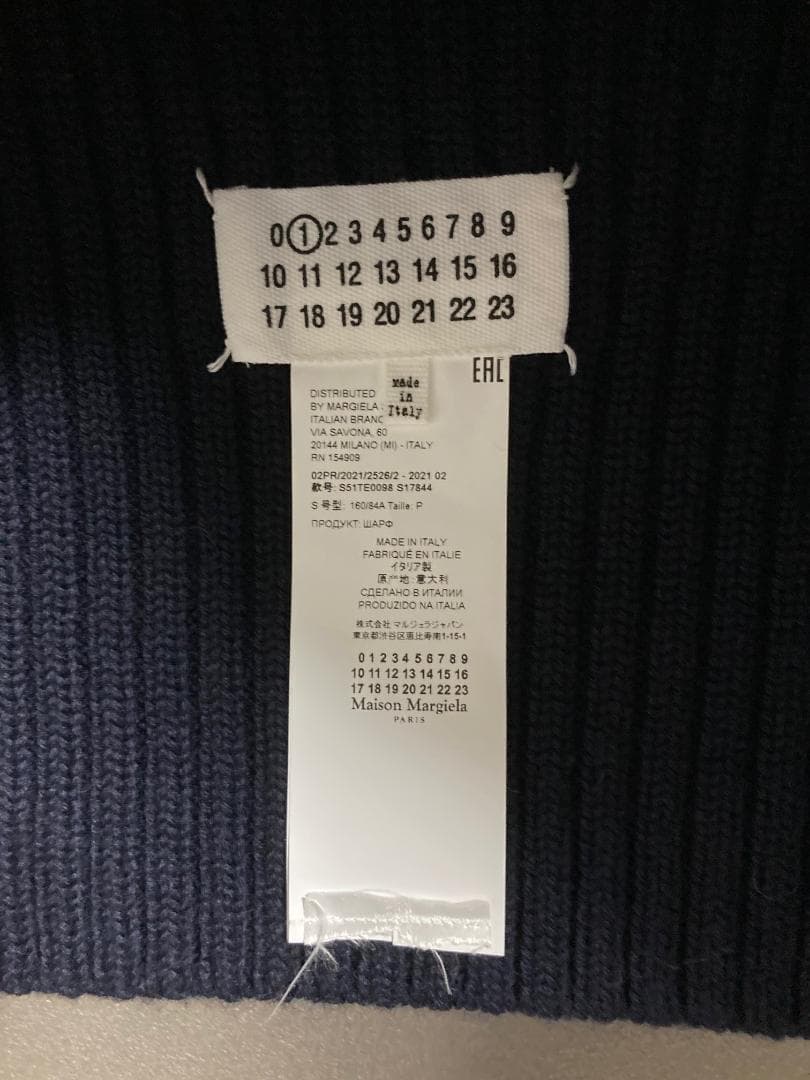 0 1 2 3 4 5 6 7 8 9
10 11 12 13 14 15 16
17 18 19 20 21 22 23
Made
in
Italy
EAC
DISTRIBUTED
BY MARGIELA
ITALIAN BRANC
VIA SAVONA, 60
20144 MILANO (MI) - ITALY
RN 154909
02PR/2021/2526/2 - 2021 02
款号: S51TE0098 S17844
S 号型: 160/84A Taille: P
ПРОДУКТ: ШАРФ
MADE IN ITALY
FABRIQUÉ EN ITALIE
イタリア製
原产地: 意大利
СДЕЛАНО В ИТАЛИИ
PRODUZIDO NA ITALIA
株式会社 マルジェラジャパン
東京都渋谷区恵比寿南1-15-1
0 1 2 3 4 5 6 7 8 9
10 11 12 13 14 15 16
17 18 19 20 21 22 23
Maison Margiela
PARIS